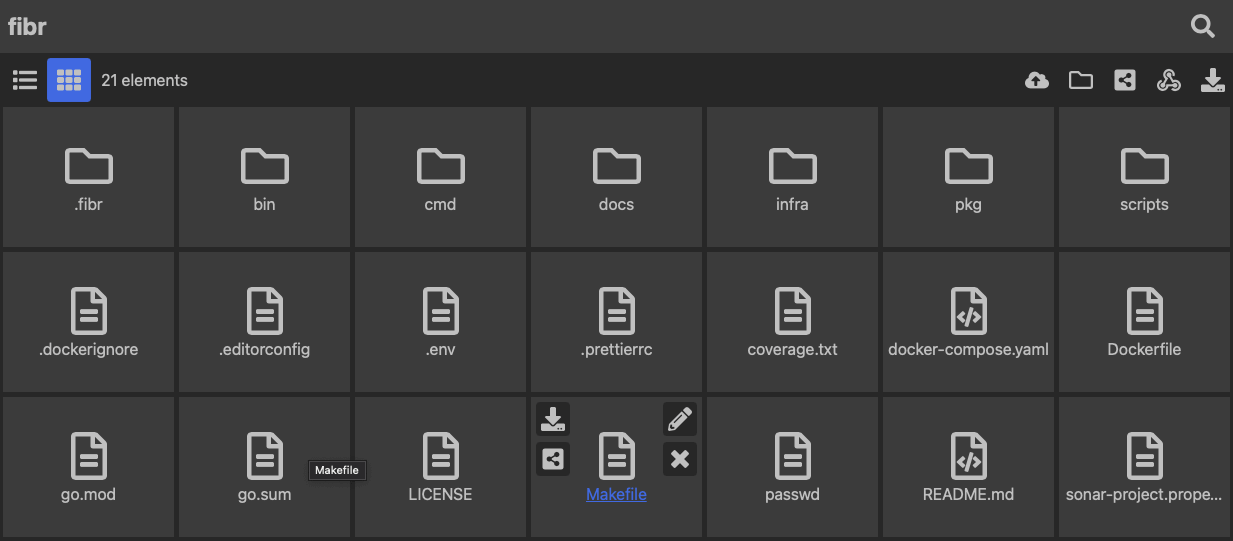 fibr
21 elements
.fibr
bin
cmd
docs
infra
pkg
scripts
.dockerignore
.editorconfig
.env
.prettierrc
coverage.txt
docker-compose.yaml
Dockerfile
go.mod
go.sum
Makefile
LICENSE
Makefile
passwd
README.md
sonar-project.prope...